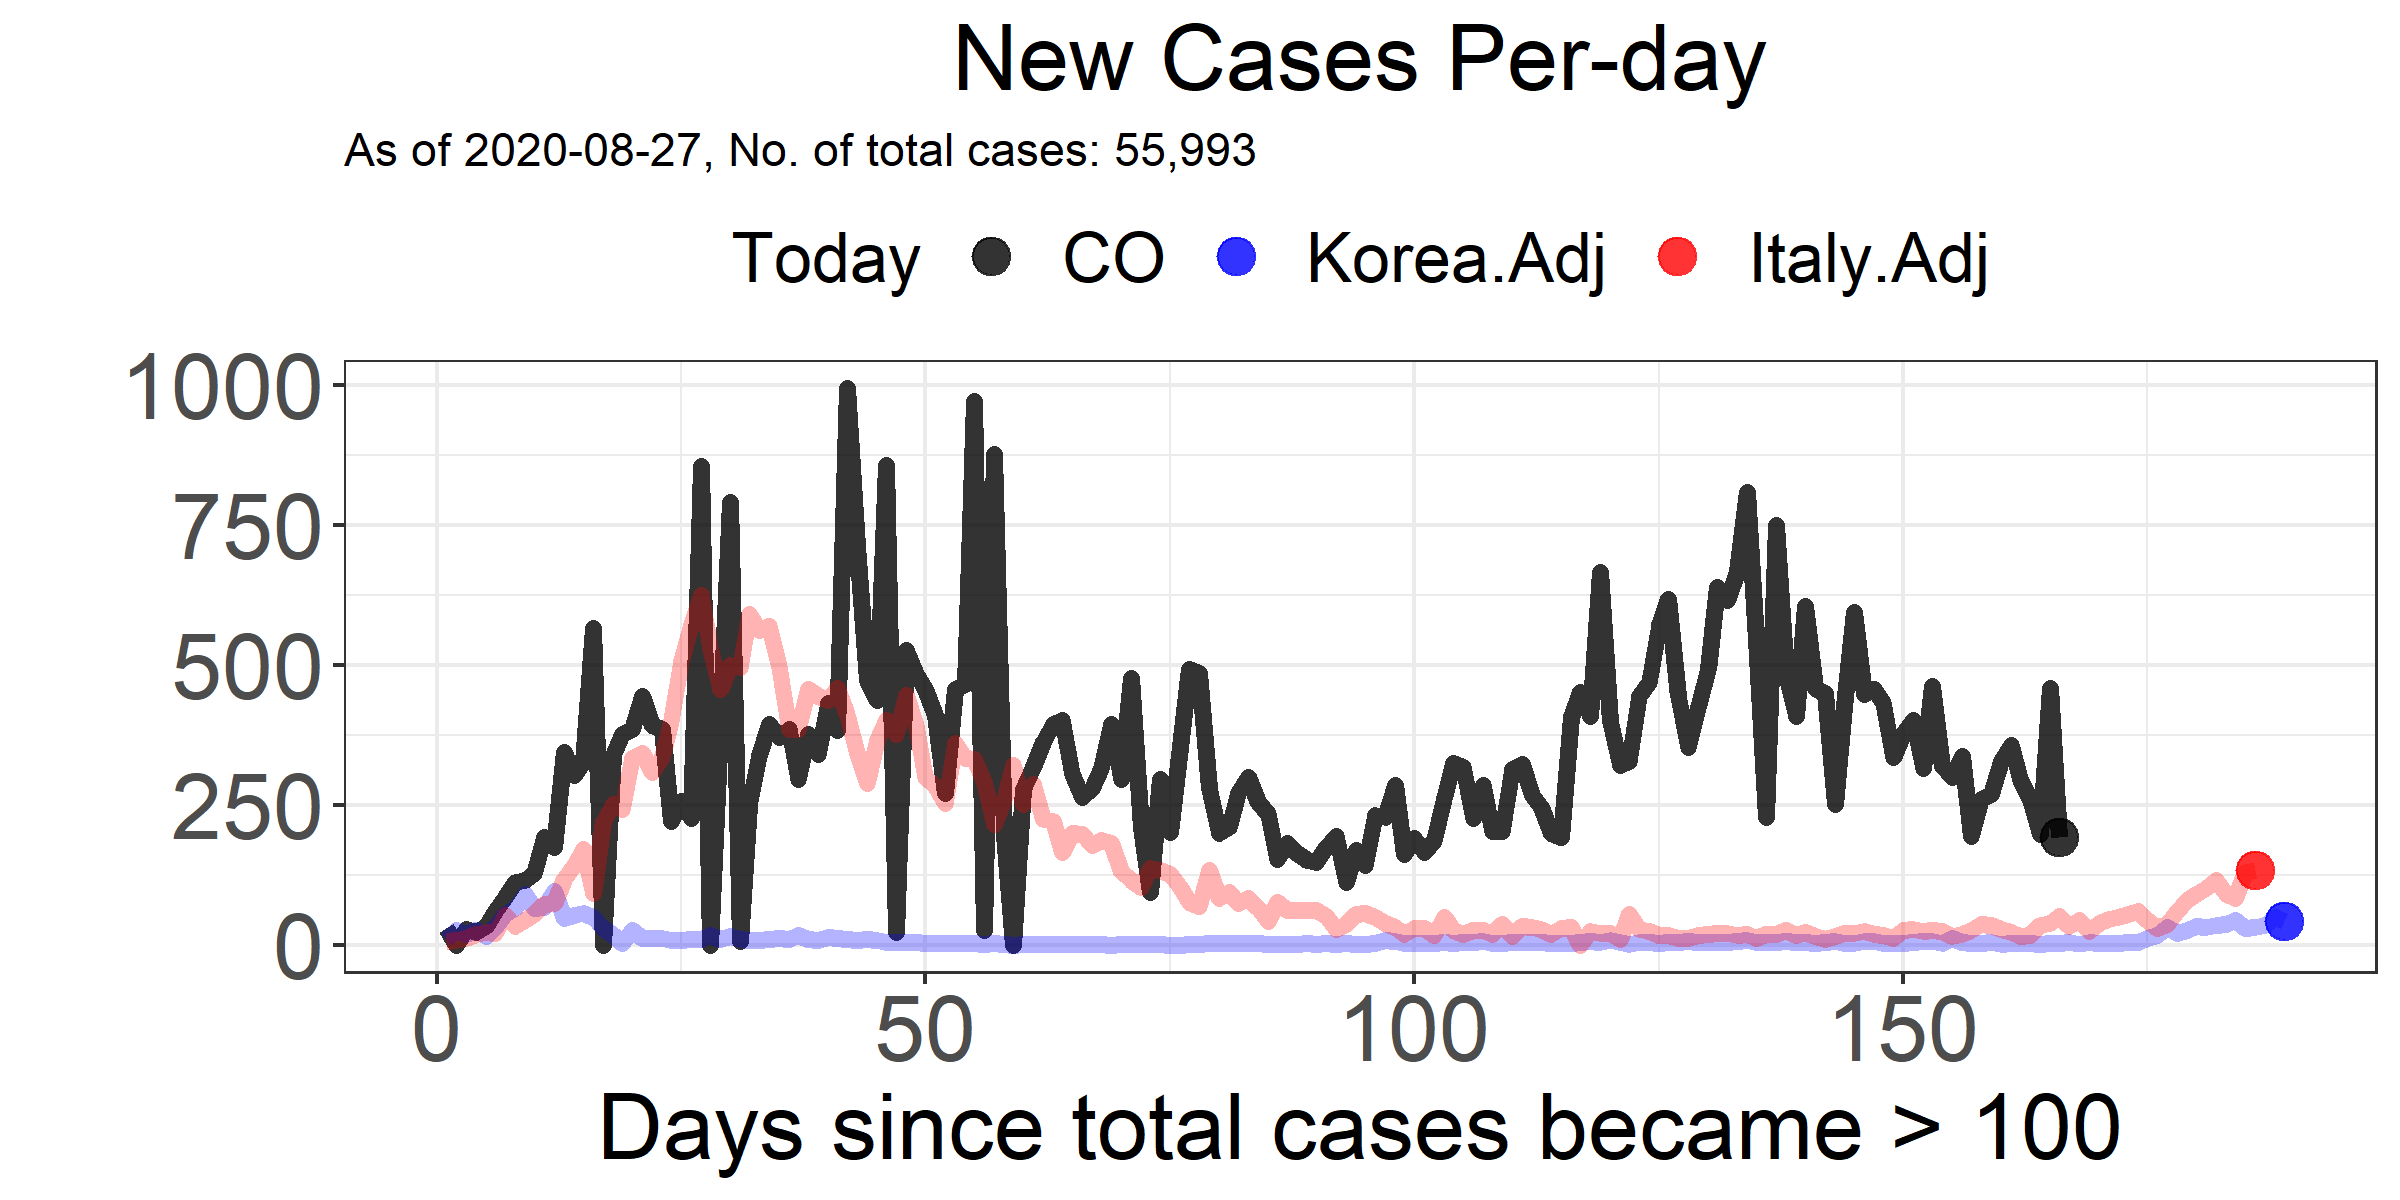 New Cases Per-day
As of 2020-08-27, No. of total cases: 55,993
Today CO Korea.Adj Italy.Adj
1000
750
500
250
0
0 50 100 150
Days since total cases became > 100